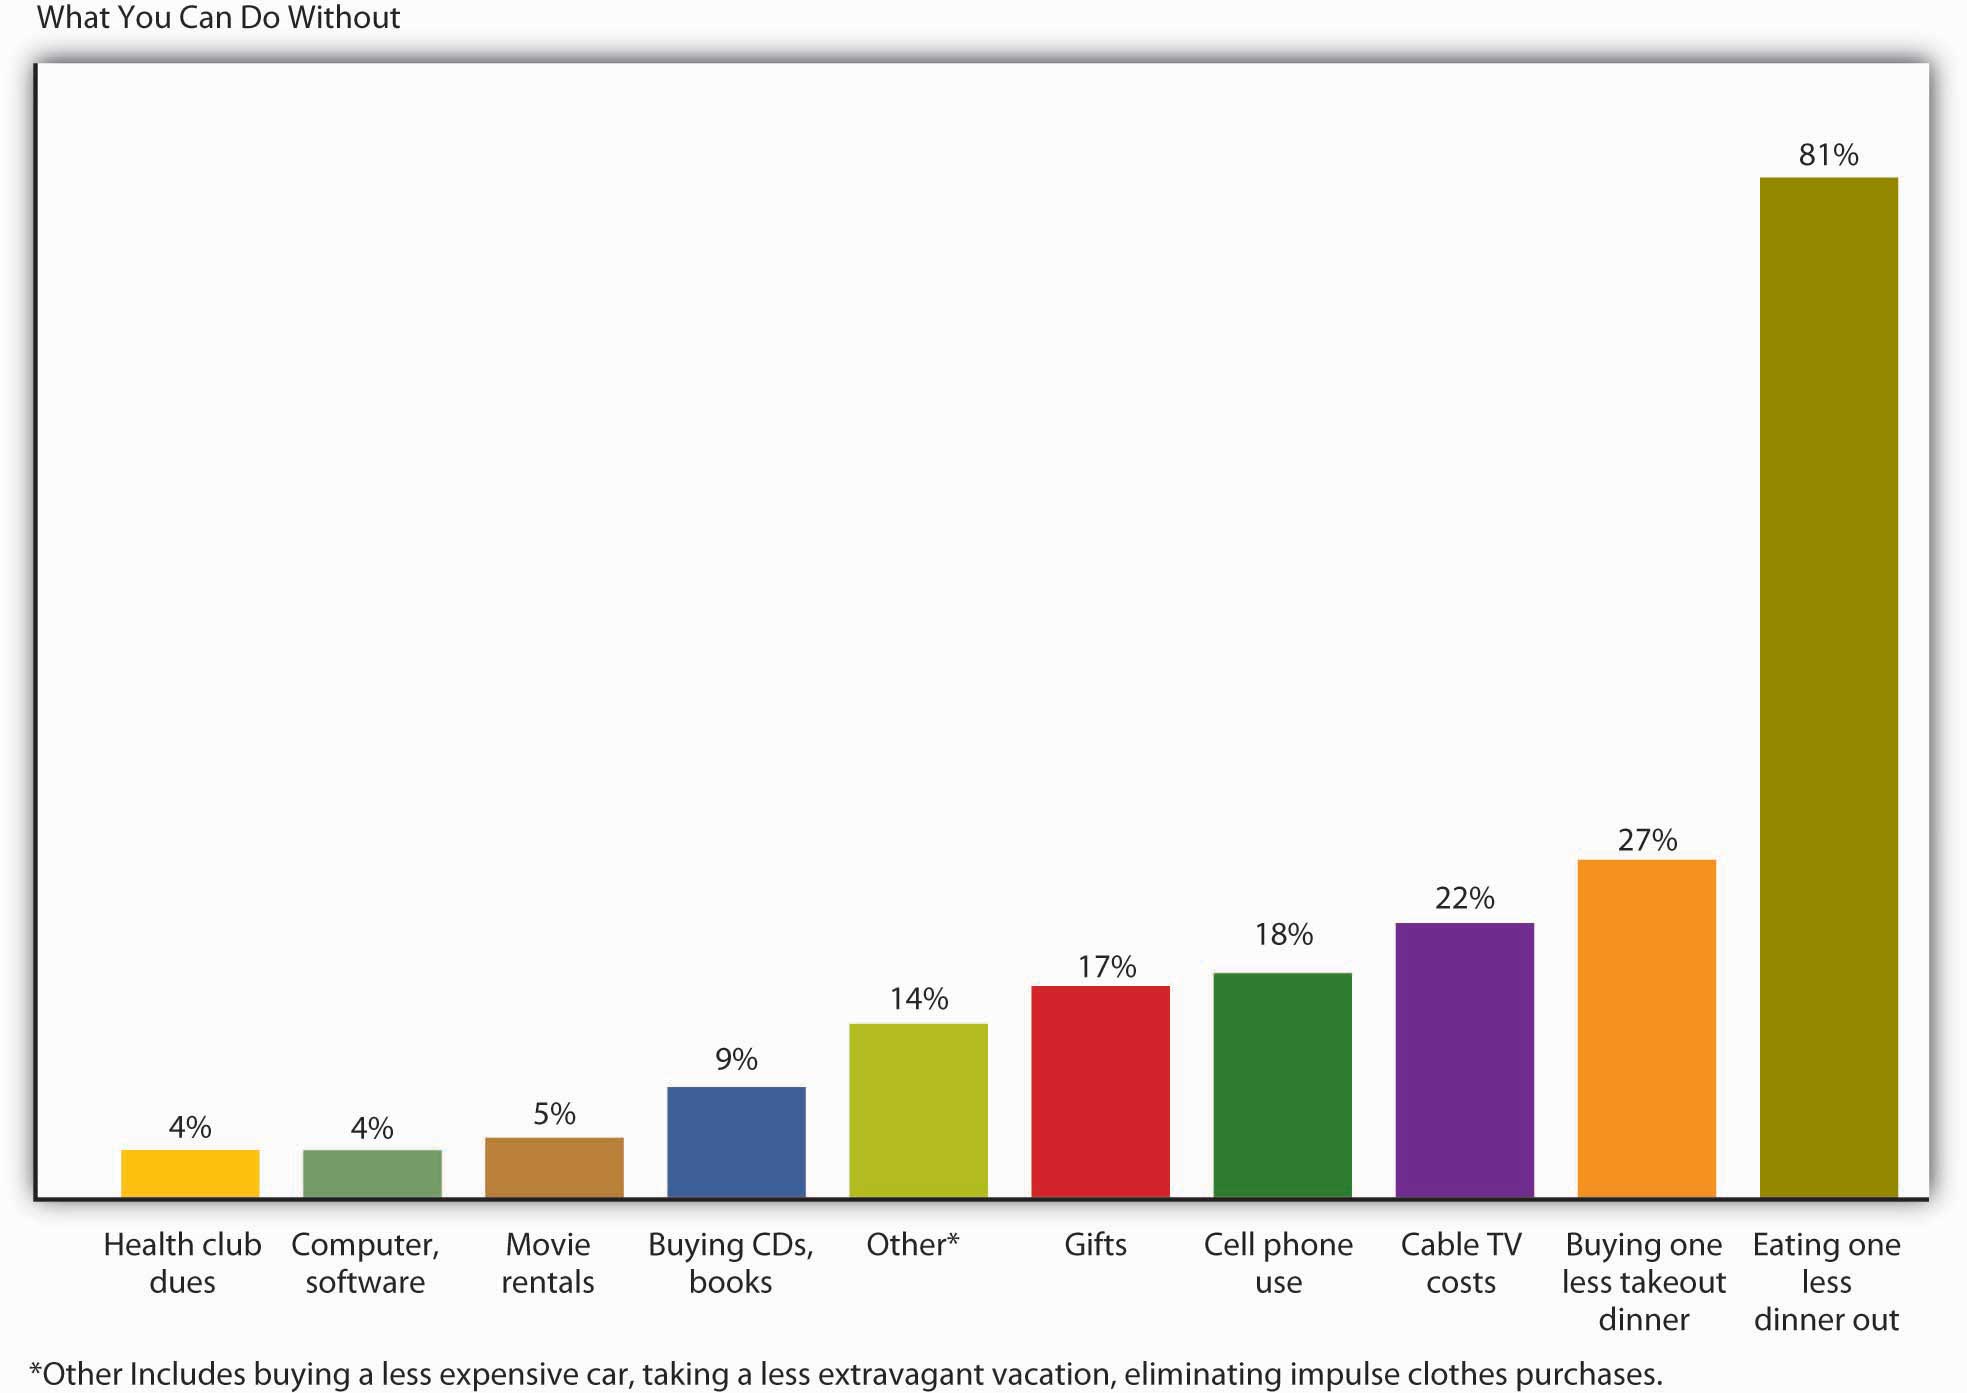 What You Can Do Without
81%
27%
22%
18%
17%
14%
9%
5%
4%
4%
Health club
dues
Computer,
software
Movie
rentals
Buying CDs,
books
Other*
Gifts
Cell phone
use
Cable TV
costs
Buying one
less takeout
dinner
Eating one
less
dinner out
*Other Includes buying a less expensive car, taking a less extravagant vacation, eliminating impulse clothes purchases.